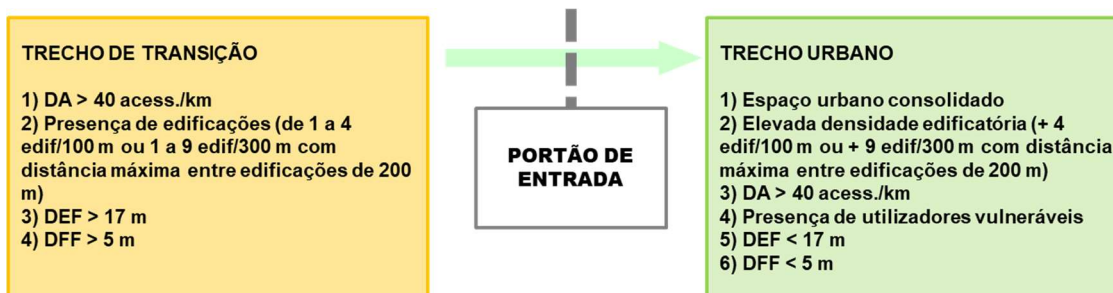 TRECHO DE TRANSIÇÃO
1) DA > 40 acess./km
2) Presença de edificações (de 1 a 4
edif/100 m ou 1 a 9 edif/300 m com
distância máxima entre edificações de 200
m)
3) DEF > 17 m
4) DFF > 5 m
PORTÃO DE
ENTRADA
TRECHO URBANO
1) Espaço urbano consolidado
2) Elevada densidade edificatória (+ 4
edif/100 m ou + 9 edif/300 m com distância
máxima entre edificações de 200 m)
3) DA > 40 acess./km
4) Presença de utilizadores vulneráveis
5) DEF < 17 m
6) DFF < 5 m